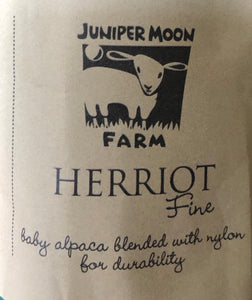 JUNIPER MOON
FARM
HERRIOT
Fine
baby alpaca blended with nylon
for durability